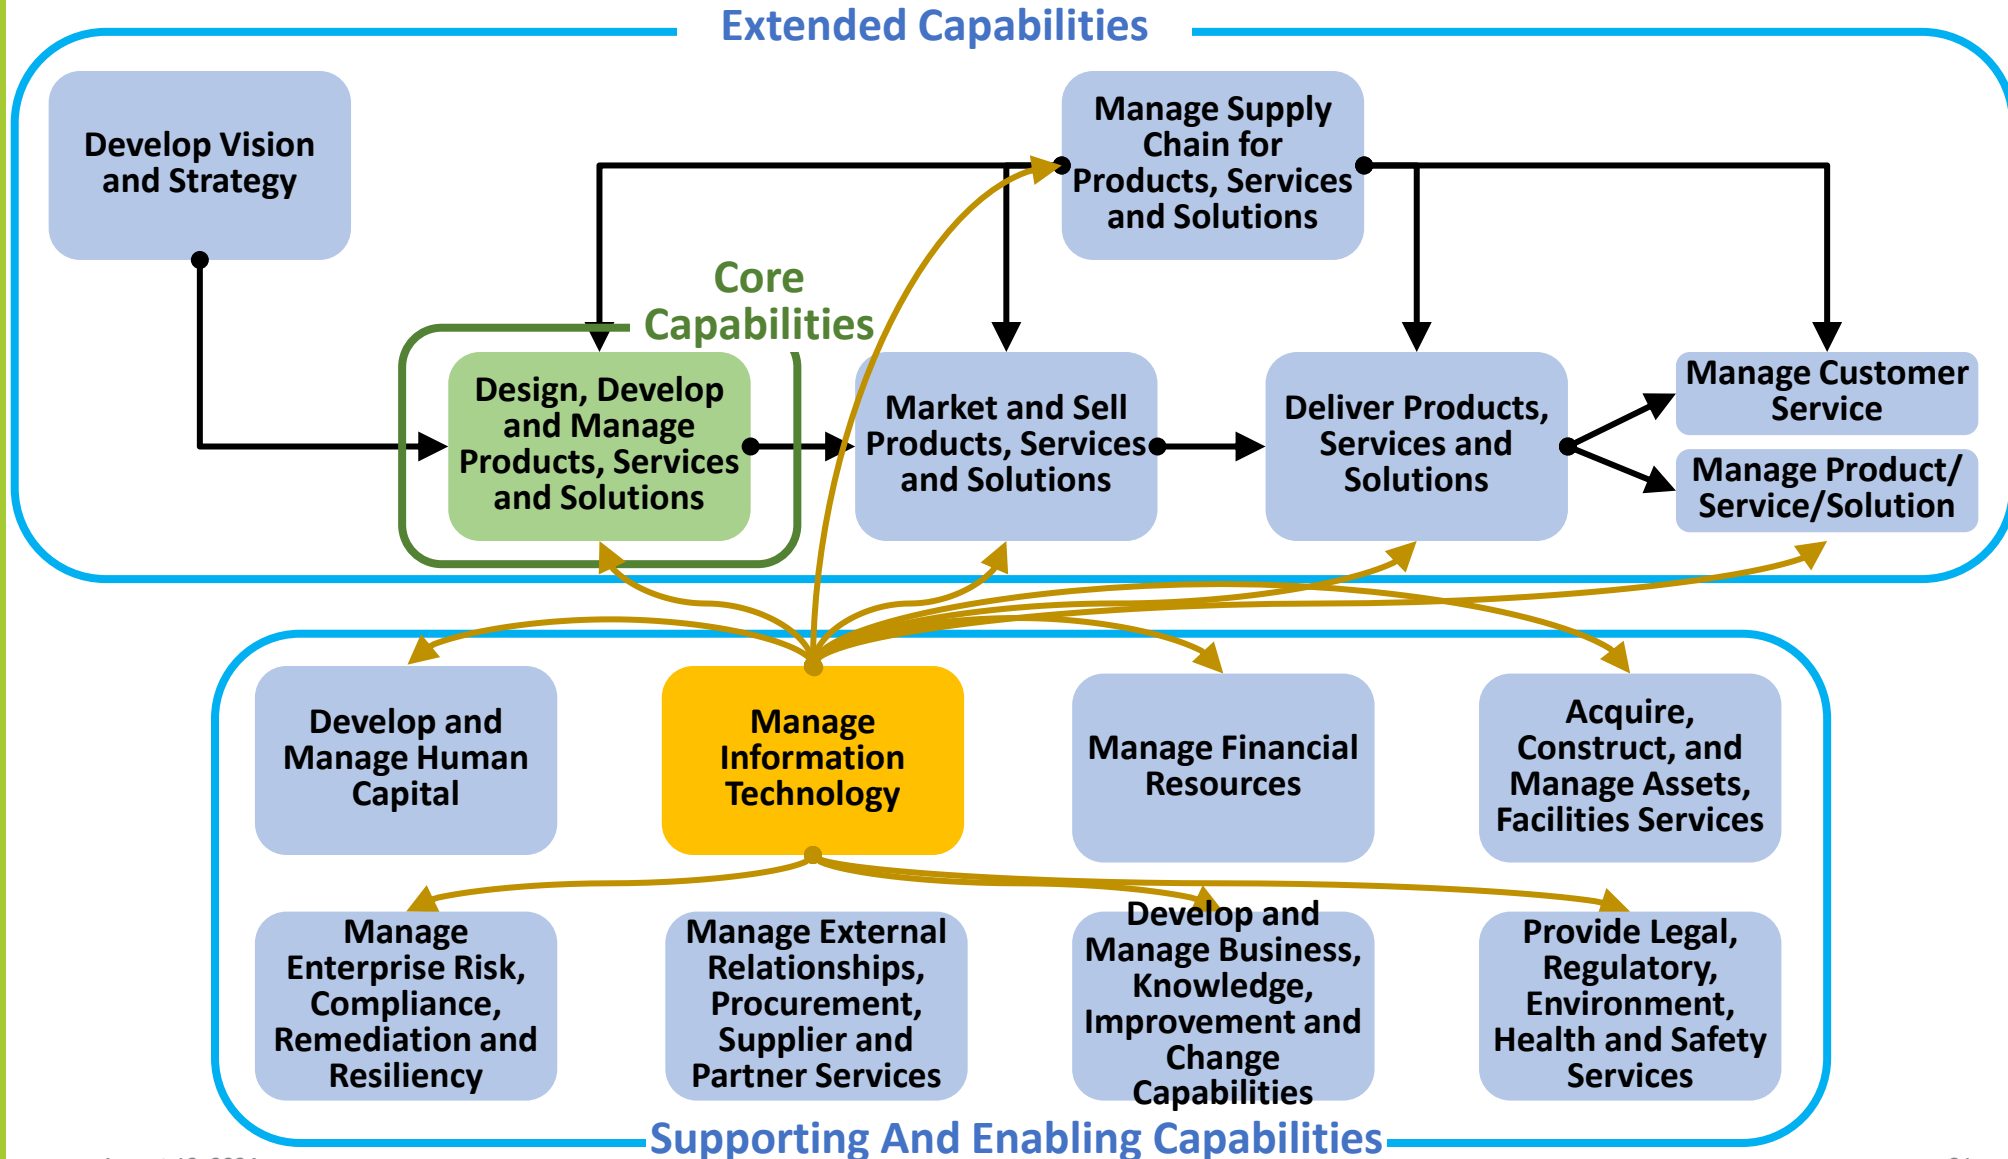 Extended Capabilities
Develop Vision
and Strategy
Manage Supply
Chain for
Products, Services
and Solutions
Core
Capabilities
Design, Develop
and Manage
Products, Services
and Solutions
Market and Sell
Products, Services
and Solutions
Deliver Products,
Services and
Solutions
Manage Customer
Service
Manage Product/
Service/Solution
Develop and
Manage Human
Capital
Manage
Information
Technology
Manage Financial
Resources
Acquire,
Construct, and
Manage Assets,
Facilities Services
Manage
Enterprise Risk,
Compliance,
Remediation and
Resiliency
Manage External
Relationships,
Procurement,
Supplier and
Partner Services
Develop and
Manage Business,
Knowledge,
Improvement and
Change
Capabilities
Provide Legal,
Regulatory,
Environment,
Health and Safety
Services
Supporting And Enabling Capabilities